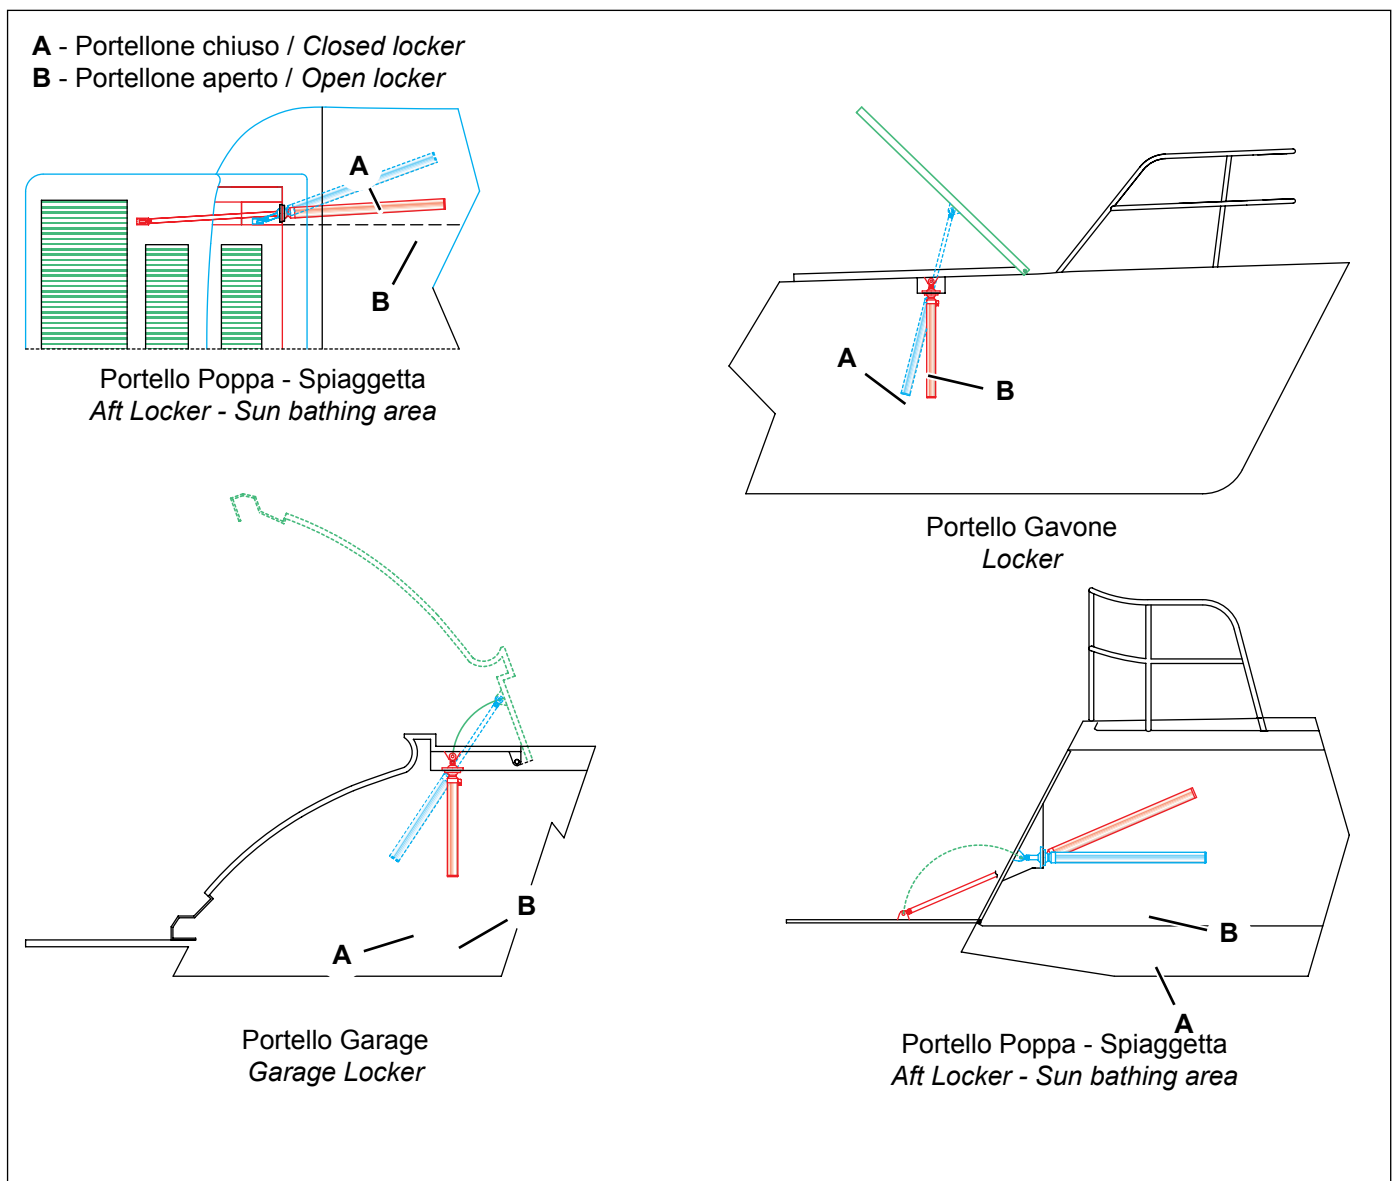 A - Portellone chiuso / Closed locker
B - Portellone aperto / Open locker
A
B
Portello Poppa - Spiaggetta
Aft Locker - Sun bathing area
A
B
Portello Gavone
Locker
B
A
Portello Garage
Garage Locker
B
A
Portello Poppa - Spiaggetta
Aft Locker - Sun bathing area